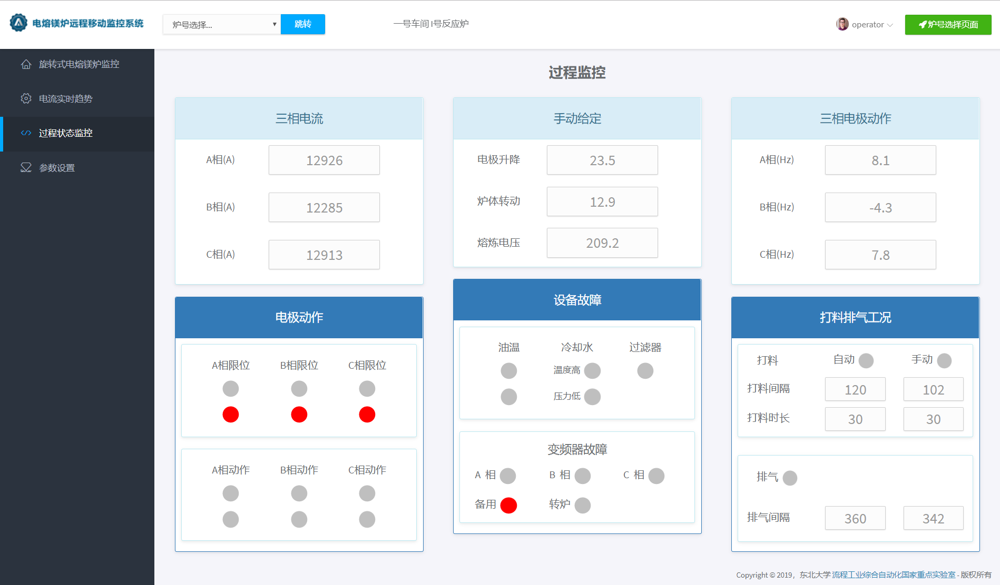 电熔镁炉远程移动监控系统
炉号选择...
跳转
一号车间 I号反应炉
operator
炉号选择页面
旋转式电熔镁炉监控
电流实时趋势
过程状态监控
参数设置
过程监控
三相电流
A相(A) 12926
B相(A) 12285
C相(A) 12913
手动给定
电极升降 23.5
炉体转动 12.9
熔炼电压 209.2
三相电极动作
A相(Hz) 8.1
B相(Hz) -4.3
C相(Hz) 7.8
电极动作
A相限位 B相限位 C相限位
A相动作 B相动作 C相动作
设备故障
油温 冷却水 过滤器
温度高
压力低
变频器故障
A 相 B 相 C 相
备用 转炉
打料排气工况
打料 自动 手动
打料间隔 120 102
打料时长 30 30
排气
排气间隔 360 342
Copyright © 2019，东北大学 流程工业综合自动化国家重点实验室 - 版权所有